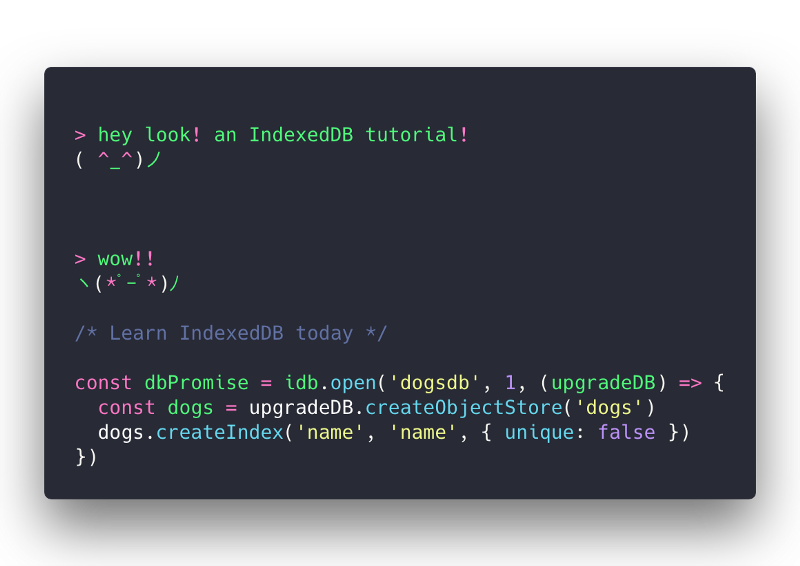 > hey look! an IndexedDB tutorial!
( ^_^)ノ
> wow!!
ヽ(*ﾟｰﾟ*)ﾉ
/* Learn IndexedDB today */
const dbPromise = idb.open('dogsdb', 1, (upgradeDB) => {
  const dogs = upgradeDB.createObjectStore('dogs')
  dogs.createIndex('name', 'name', { unique: false })
})